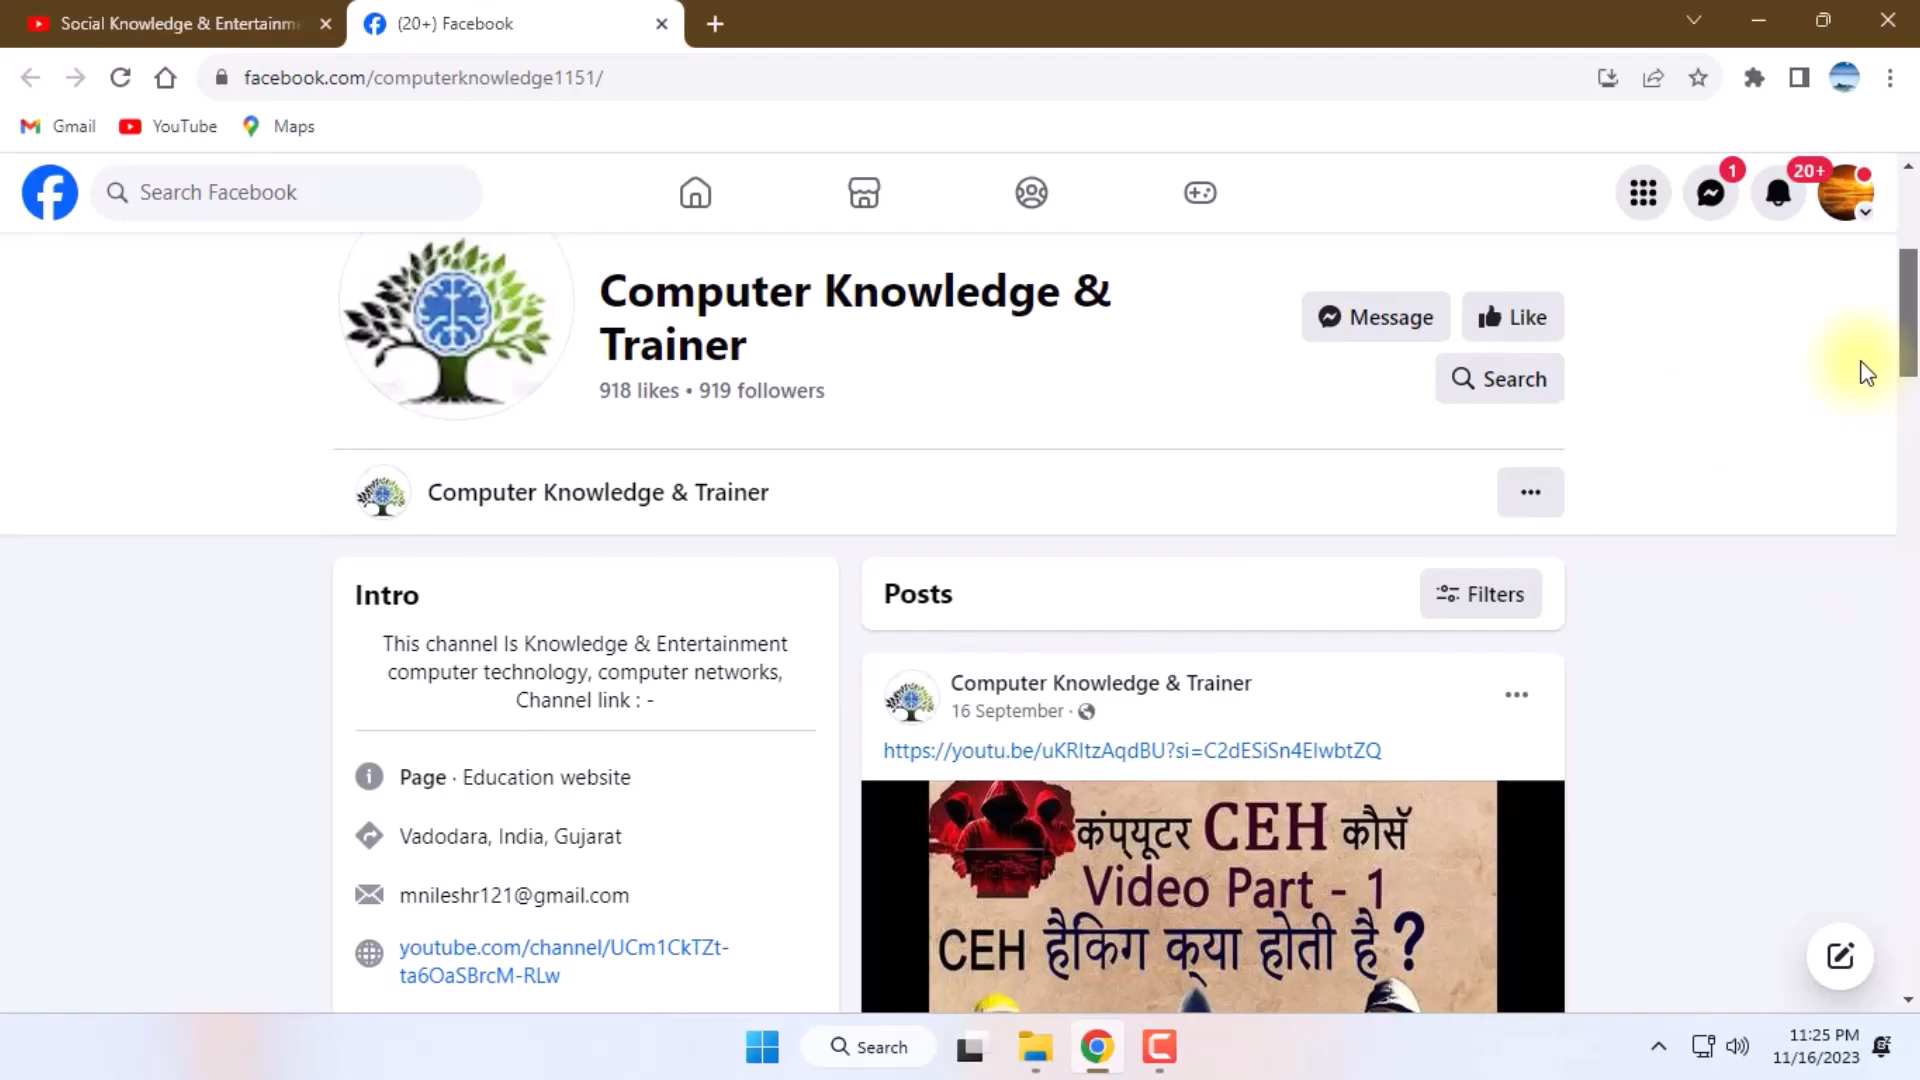 Social Knowledge & Entertainm
(20+) Facebook
facebook.com/computerknowledge1151/
Gmail
YouTube
Maps
Search Facebook
1
20+
Computer Knowledge &
Trainer
918 likes • 919 followers
Message
Like
Search
Computer Knowledge & Trainer
Intro
This channel Is Knowledge & Entertainment
computer technology, computer networks,
Channel link : -
Page · Education website
Vadodara, India, Gujarat
mnileshr121@gmail.com
youtube.com/channel/UCm1CkTZt-
ta6OaSBrcM-RLw
Posts
Filters
Computer Knowledge & Trainer
16 September ·
https://youtu.be/uKRItzAqdBU?si=C2dESiSn4ElwbtZQ
कंप्यूटर CEH कौर्स
Video Part - 1
CEH हैकिग क्या होती है ?
Search
11:25 PM
11/16/2023